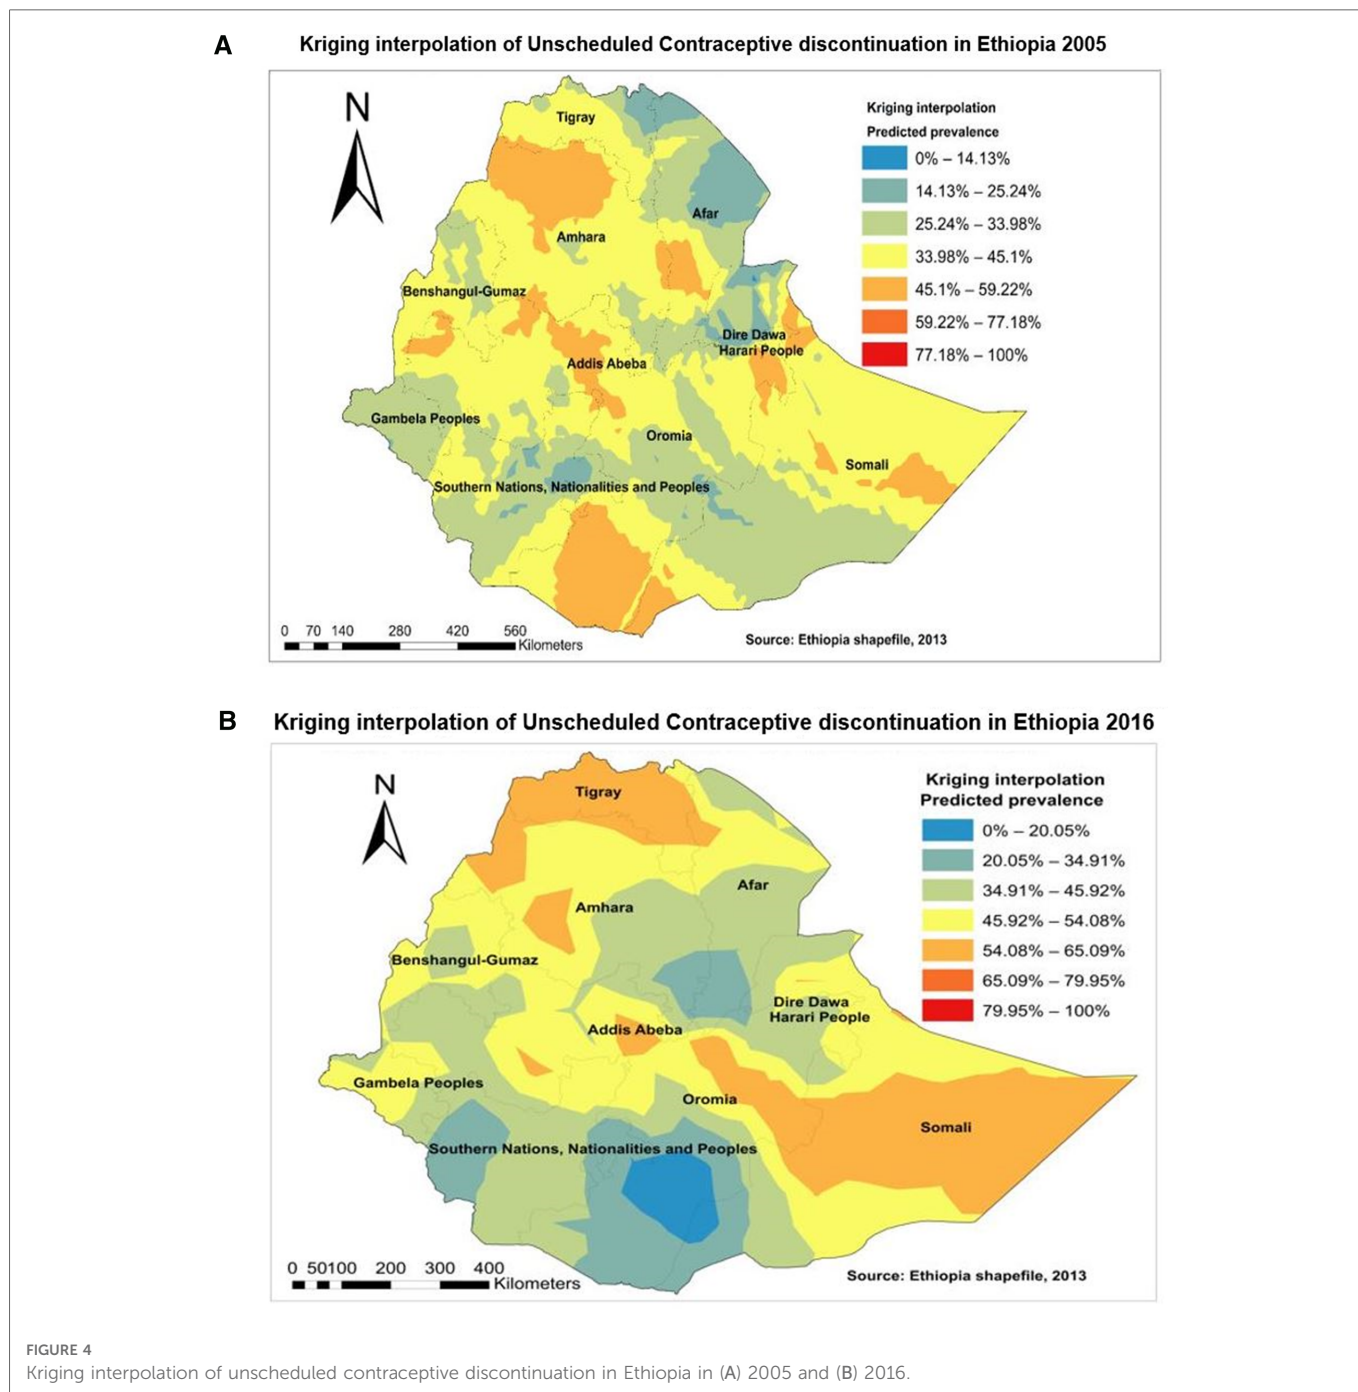 A
Kriging interpolation of Unscheduled Contraceptive discontinuation in Ethiopia 2005
N
Kriging interpolation
Predicted prevalence
0% – 14.13%
14.13% – 25.24%
25.24% – 33.98%
33.98% – 45.1%
45.1% – 59.22%
59.22% – 77.18%
77.18% – 100%
Tigray
Afar
Amhara
Benshangul-Gumaz
Dire Dawa
Harari People
Addis Abeba
Gambela Peoples
Oromia
Somali
Southern Nations, Nationalities and Peoples
0 70 140 280 420 560
Kilometers
Source: Ethiopia shapefile, 2013
B
Kriging interpolation of Unscheduled Contraceptive discontinuation in Ethiopia 2016
N
Kriging interpolation
Predicted prevalence
0% – 20.05%
20.05% – 34.91%
34.91% – 45.92%
45.92% – 54.08%
54.08% – 65.09%
65.09% – 79.95%
79.95% – 100%
Tigray
Afar
Amhara
Benshangul-Gumaz
Dire Dawa
Harari People
Addis Abeba
Gambela Peoples
Oromia
Somali
Southern Nations, Nationalities and Peoples
0 50100 200 300 400
Kilometers
Source: Ethiopia shapefile, 2013
FIGURE 4
Kriging interpolation of unscheduled contraceptive discontinuation in Ethiopia in (A) 2005 and (B) 2016.